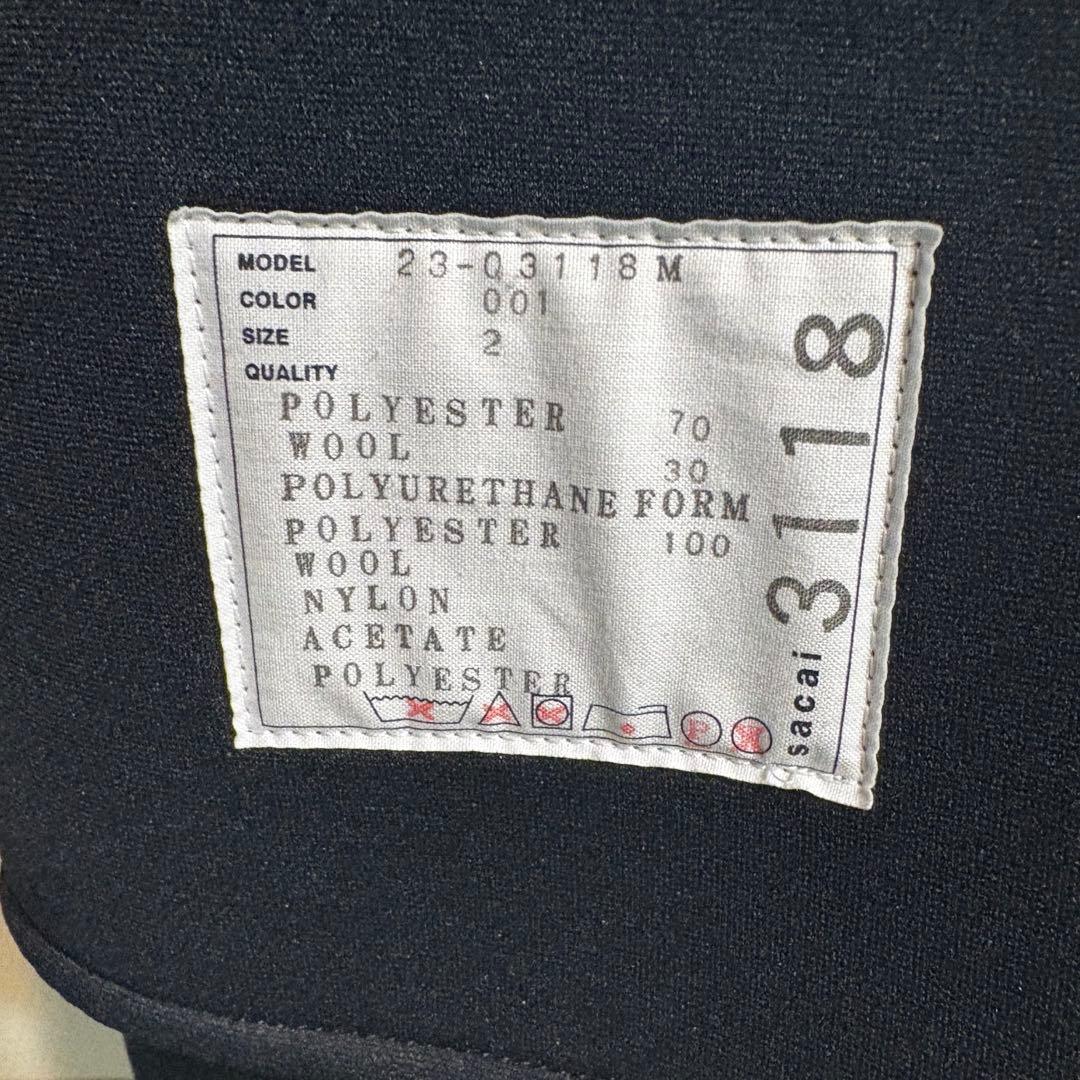 MODEL 23-03118M
COLOR 001
SIZE 2
QUALITY
POLYESTER 70
WOOL 30
POLYURETHANE FORM
POLYESTER 100
WOOL
NYLON
ACETATE
POLYESTER
P W
sacai 3118